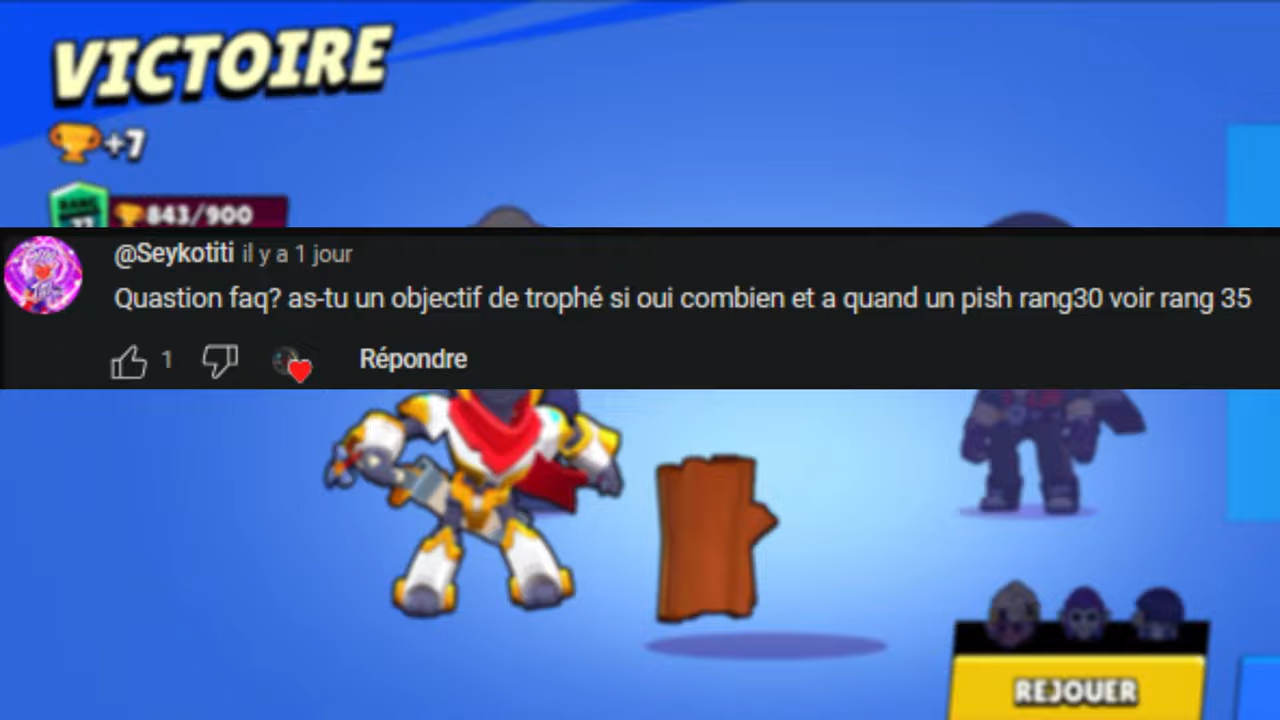 VICTOIRE
+7
RANG
843/900
@Seykotiti il y a 1 jour
Quastion faq? as-tu un objectif de trophé si oui combien et a quand un pish rang30 voir rang 35
1
Répondre
REJOUER